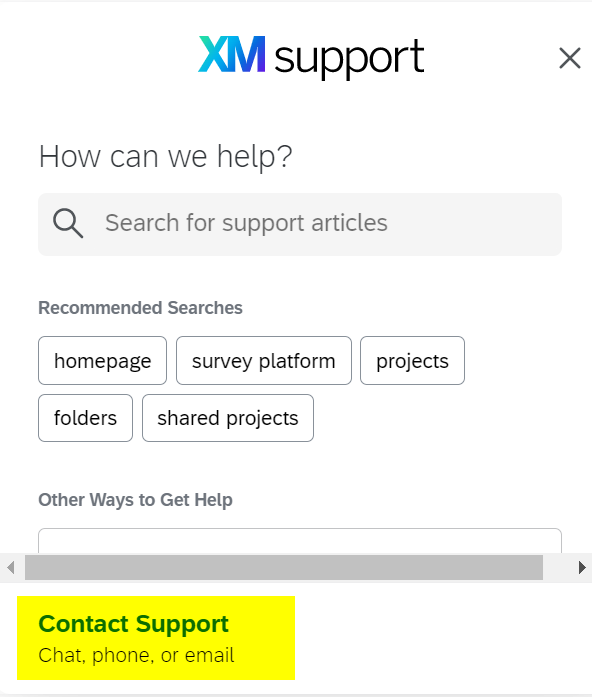 XM support
How can we help?
Search for support articles
Recommended Searches
homepage survey platform projects
folders shared projects
Other Ways to Get Help
Contact Support
Chat, phone, or email